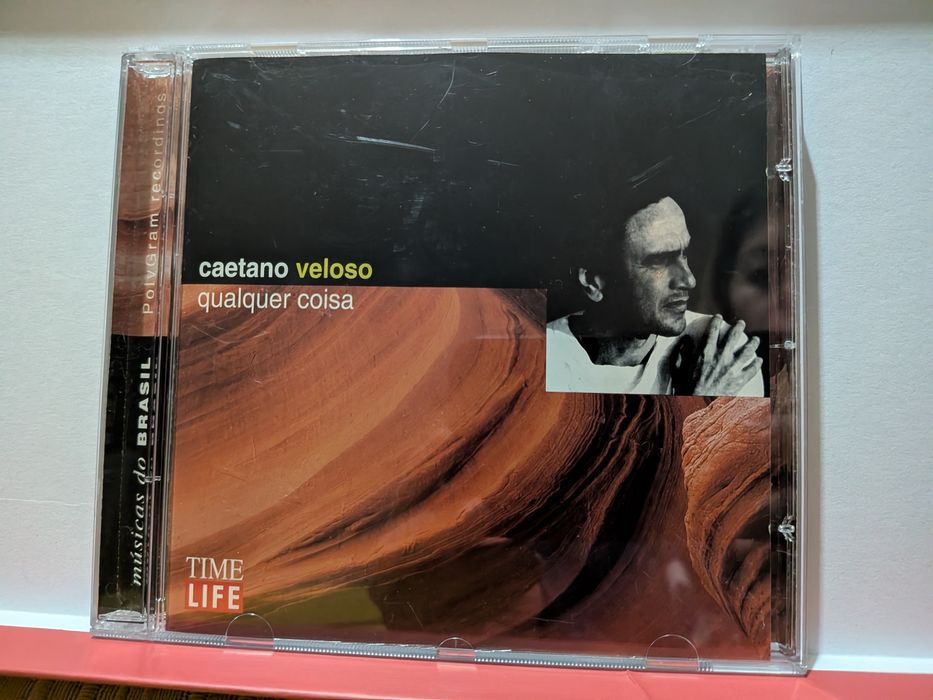 PolyGram recordings
músicas do BRASIL
caetano veloso
qualquer coisa
TIME
LIFE